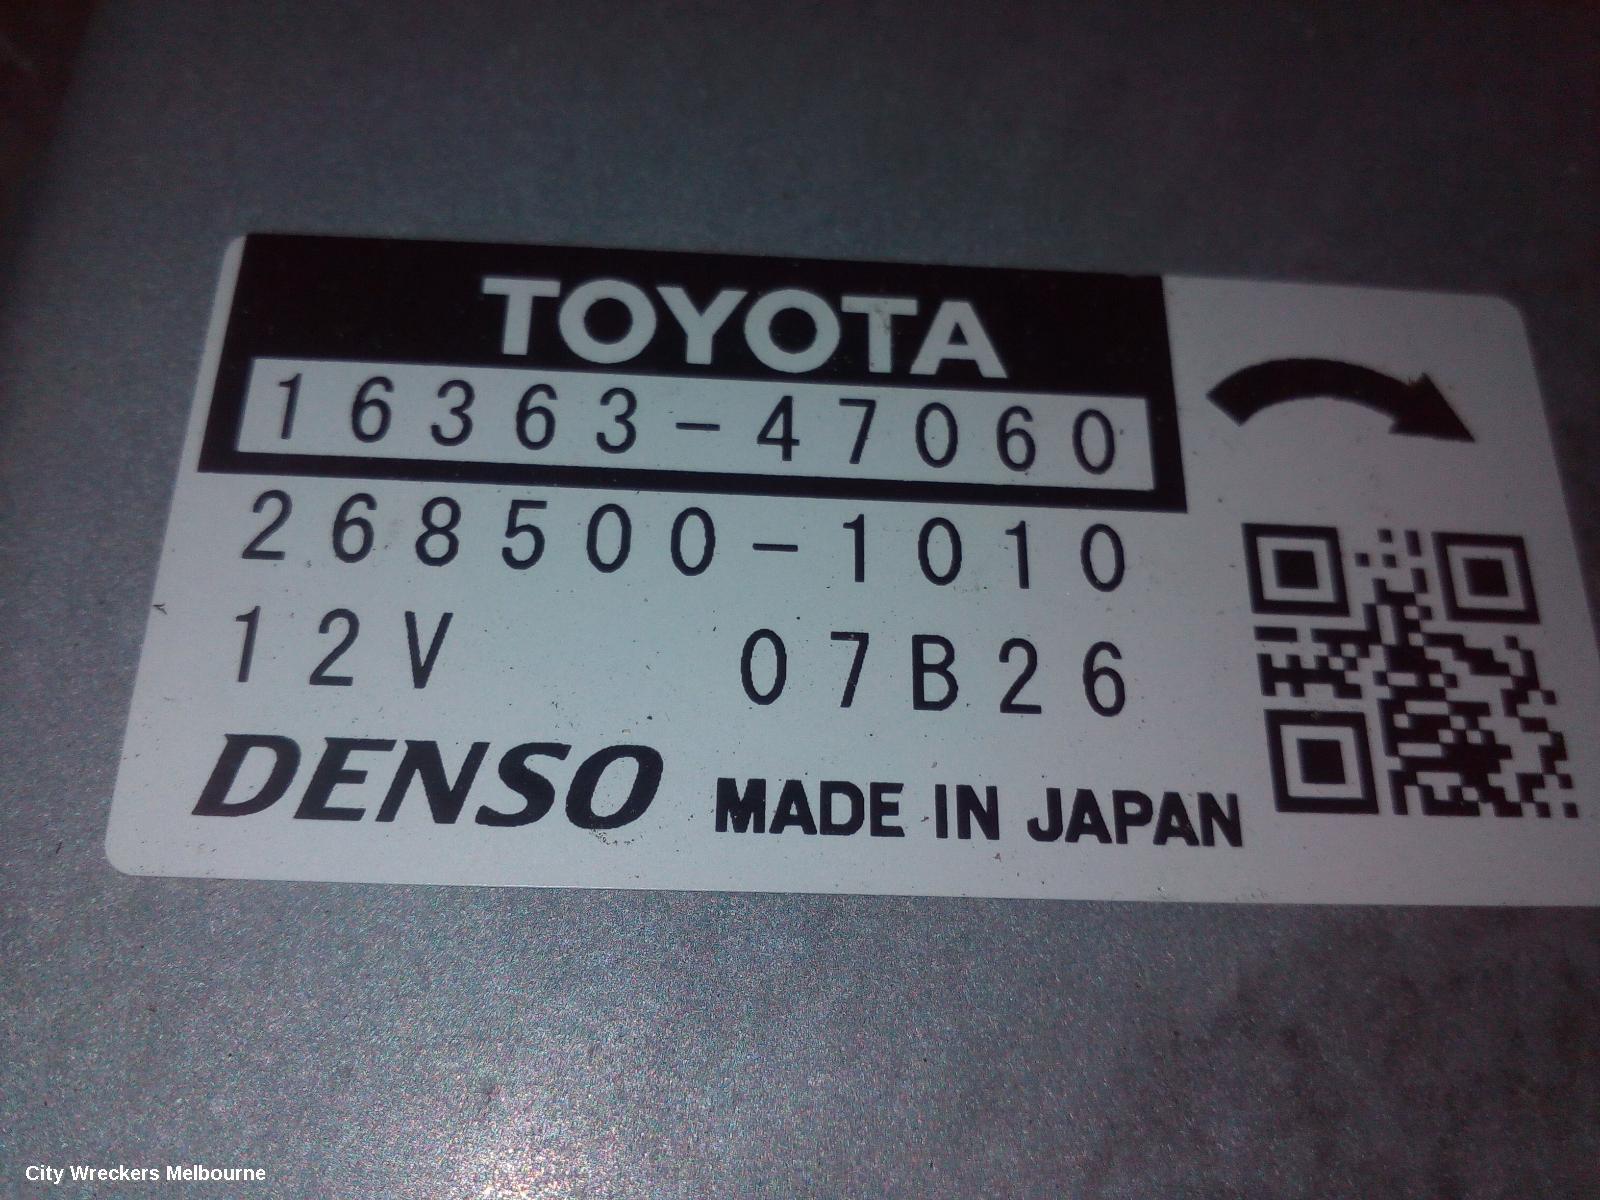 TOYOTA
16363-47060
268500-1010
12V 07B26
DENSO MADE IN JAPAN
City Wreckers Melbourne